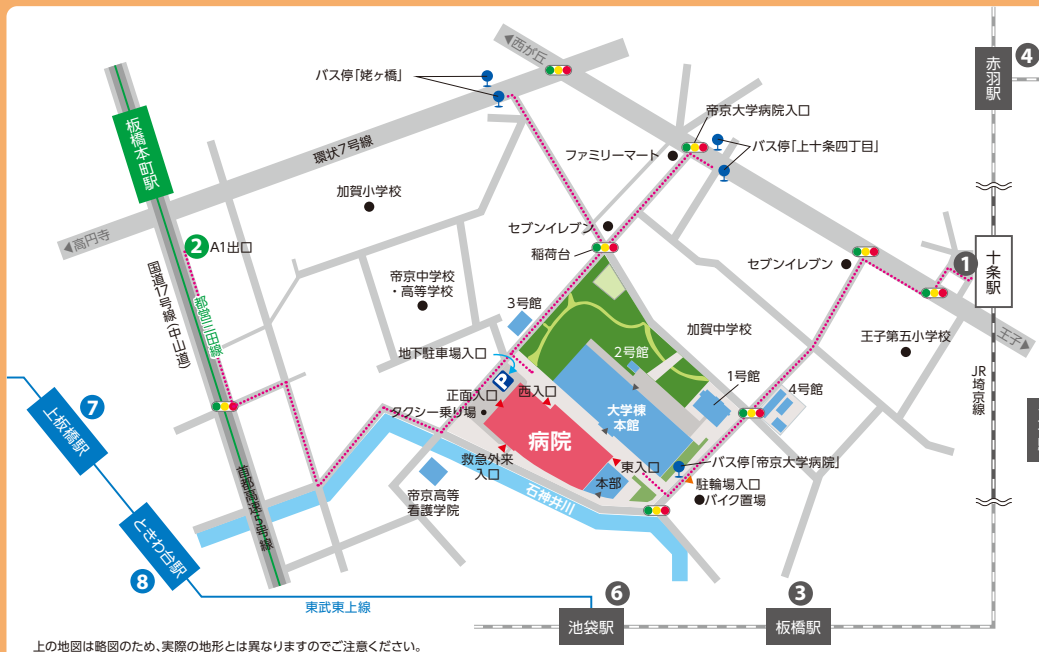 西が丘
バス停「姥ヶ橋」
赤羽駅
4
帝京大学病院入口
板橋本町駅
環状7号線
ファミリーマート
バス停「上十条四丁目」
加賀小学校
セブンイレブン
高円寺
2
A1出口
稲荷台
セブンイレブン
1
十条駅
国道17号線(中山道)
都営三田線
帝京中学校
・高等学校
3号館
加賀中学校
王子第五小学校
王子
地下駐車場入口
2号館
P
正面入口
西入口
1号館
4号館
JR埼京線
タクシー乗り場
大学棟
本館
7
上板橋駅
病院
救急外来
入口
東入口
バス停「帝京大学病院」
本部
駐輪場入口
バイク置場
帝京高等
看護学院
石神井川
首都高速5号線
ときわ台駅
8
東武東上線
6
池袋駅
3
板橋駅
上の地図は略図のため、実際の地形とは異なりますのでご注意ください。